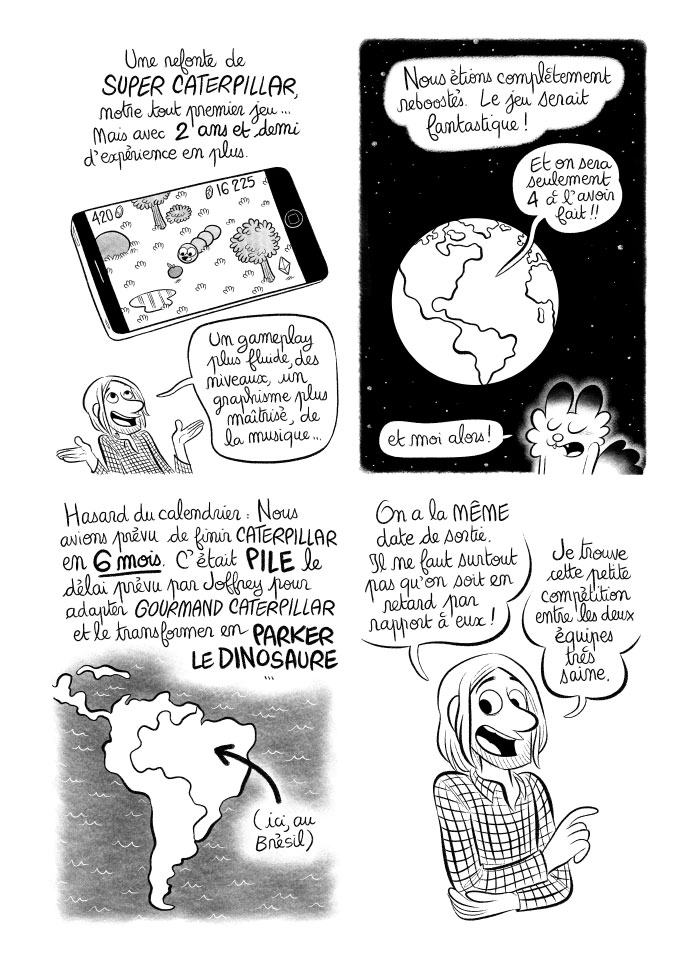 Une refonte de
SUPER CATERPILLAR,
notre tout premier jeu...
Mais avec 2 ans et demi
d'expérience en plus.
420
16 225
Un gameplay
plus fluide, des
niveaux, un
graphisme plus
maîtrisé, de
la musique...
Nous étions complètement
reboostés. Le jeu serait
fantastique !
Et on sera
seulement
4 à l'avoir
fait !!
et moi alors !
Hasard du calendrier : Nous
avions prévu de finir CATERPILLAR
en 6 mois. C'était PILE le
délai prévu par Joffrey pour
adapter GOURMAND CATERPILLAR
et le transformer en PARKER
LE DINOSAURE
...
(ici, au
Brésil)
On a la MÊME
date de sortie.
Il ne faut surtout
pas qu'on soit en
retard par
rapport à eux !
Je trouve
cette petite
compétition
entre les deux
équipes
très
saine.